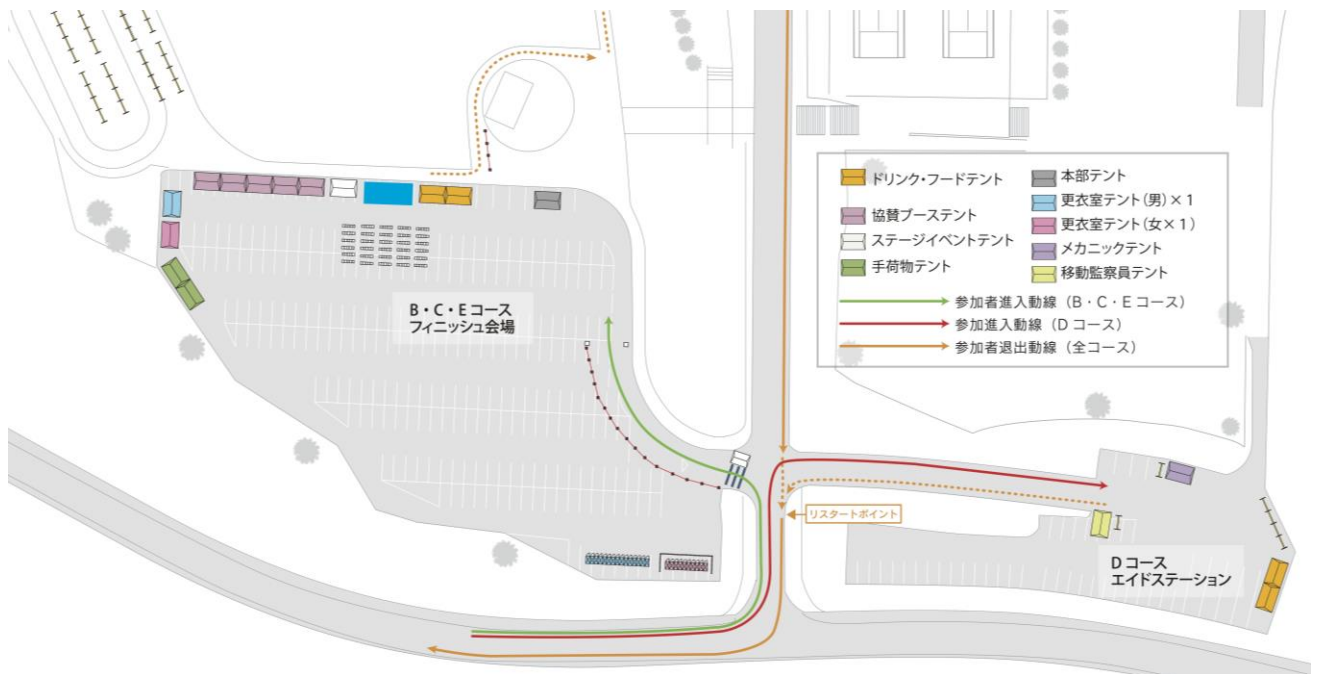 ドリンク・フードテント
協賛ブーステント
ステージイベントテント
手荷物テント
本部テント
更衣室テント(男)×1
更衣室テント(女×1)
メカニックテント
移動監察員テント
参加者進入動線（B・C・Eコース）
参加進入動線（Dコース）
参加者退出動線（全コース）
B・C・Eコース
フィニッシュ会場
リスタートポイント
Dコース
エイドステーション